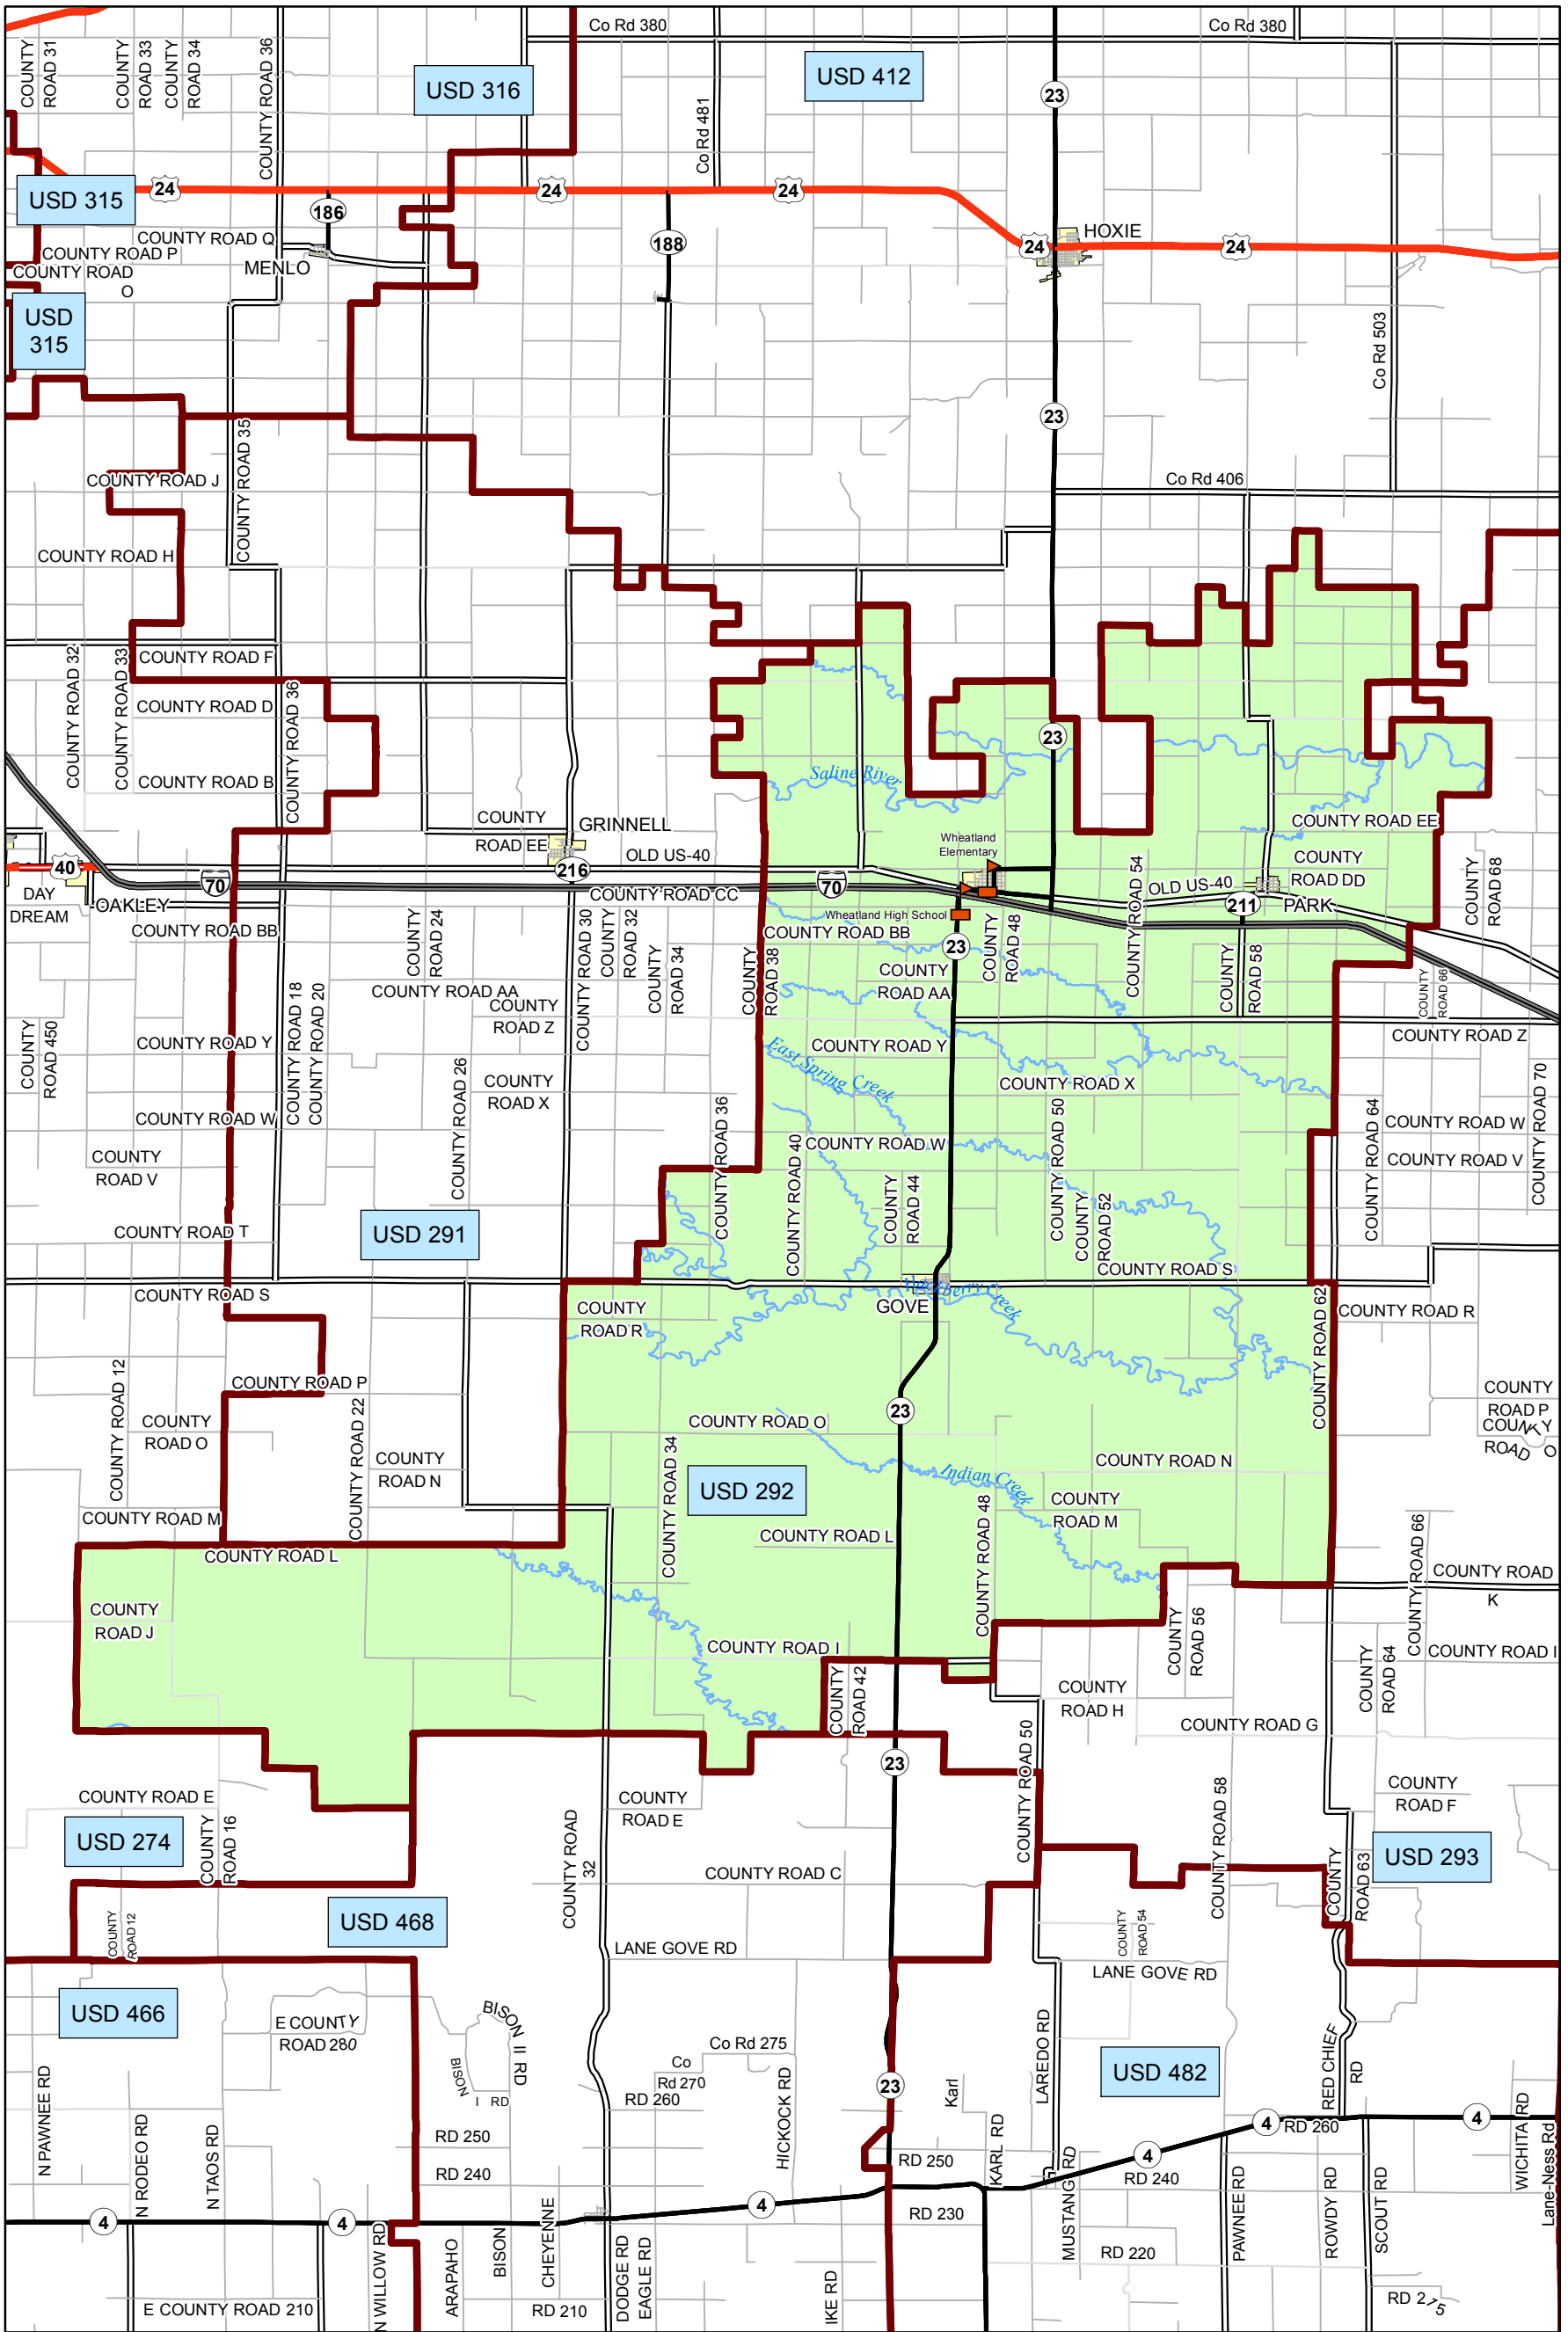 Co Rd 380
Co Rd 380
COUNTY
ROAD 31
COUNTY
ROAD 33
COUNTY
ROAD 34
COUNTY ROAD 36
USD 316
USD 412
23
Co Rd 481
USD 315
24
24
24
186
188
HOXIE
24
24
COUNTY ROAD Q
COUNTY ROAD P
MENLO
COUNTY ROAD
O
USD
315
Co Rd 503
23
COUNTY ROAD 35
COUNTY ROAD J
Co Rd 406
COUNTY ROAD H
COUNTY ROAD 32
COUNTY ROAD 33
COUNTY ROAD F
COUNTY ROAD D
COUNTY ROAD 36
23
COUNTY ROAD B
Saline River
COUNTY
ROAD EE
GRINNELL
Wheatland
Elementary
COUNTY ROAD EE
OLD US-40
216
40
70
70
COUNTY ROAD CC
COUNTY
ROAD DD
OLD US-40
COUNTY ROAD 54
COUNTY
ROAD 68
DAY
DREAM
OAKLEY
211
PARK
Wheatland High School
COUNTY ROAD BB
COUNTY
ROAD 24
COUNTY ROAD 30
COUNTY
ROAD 32
COUNTY
ROAD 34
COUNTY
ROAD 38
COUNTY ROAD BB
23
COUNTY
ROAD 48
COUNTY
ROAD 58
COUNTY
ROAD 66
COUNTY
ROAD AA
COUNTY ROAD AA
COUNTY
ROAD Z
COUNTY ROAD 18
COUNTY ROAD 20
COUNTY
ROAD 450
COUNTY ROAD Y
COUNTY ROAD Y
COUNTY ROAD Z
East Spring Creek
COUNTY ROAD 26
COUNTY
ROAD X
COUNTY ROAD X
COUNTY ROAD 70
COUNTY ROAD W
COUNTY ROAD 36
COUNTY ROAD 40
COUNTY ROAD W
COUNTY ROAD 50
COUNTY ROAD 64
COUNTY ROAD W
COUNTY
ROAD V
COUNTY ROAD V
COUNTY
ROAD 44
COUNTY
ROAD 52
COUNTY ROAD T
USD 291
COUNTY ROAD S
COUNTY ROAD S
Hackberry Creek
GOVE
COUNTY
ROAD R
COUNTY ROAD 62
COUNTY ROAD R
COUNTY ROAD 12
COUNTY ROAD P
COUNTY ROAD 22
COUNTY
ROAD P
COUNTY
ROAD O
23
COUNTY
ROAD O
COUNTY ROAD O
COUNTY
ROAD N
COUNTY ROAD 34
COUNTY ROAD N
USD 292
Indian Creek
COUNTY ROAD M
COUNTY
ROAD M
COUNTY ROAD L
COUNTY ROAD L
COUNTY ROAD 48
COUNTY ROAD 66
COUNTY ROAD
K
COUNTY
ROAD J
COUNTY ROAD I
COUNTY
ROAD 56
COUNTY
ROAD 64
COUNTY ROAD I
COUNTY
ROAD 42
COUNTY
ROAD H
COUNTY ROAD G
COUNTY ROAD 50
23
COUNTY ROAD E
COUNTY
ROAD E
COUNTY
ROAD F
COUNTY ROAD 58
USD 274
COUNTY
ROAD 16
COUNTY ROAD
32
COUNTY ROAD C
COUNTY
ROAD 63
USD 293
USD 468
COUNTY
ROAD 12
COUNTY
ROAD 54
LANE GOVE RD
LANE GOVE RD
USD 466
E COUNTY
ROAD 280
BISON II RD
BISON
I RD
Co Rd 275
Co
Rd 270
RD 260
HICKOCK RD
23
Karl
LAREDO RD
USD 482
RED CHIEF
RD
N PAWNEE RD
N RODEO RD
N TAOS RD
RD 250
RD 240
RD 250
KARL RD
MUSTANG RD
4
RD 240
4
RD 260
4
WICHITA RD
Lane-Ness Rd
4
4
4
RD 230
PAWNEE RD
ROWDY RD
SCOUT RD
N WILLOW RD
ARAPAHO
BISON
CHEYENNE
DODGE RD
EAGLE RD
IKE RD
RD 220
E COUNTY ROAD 210
RD 210
RD 215